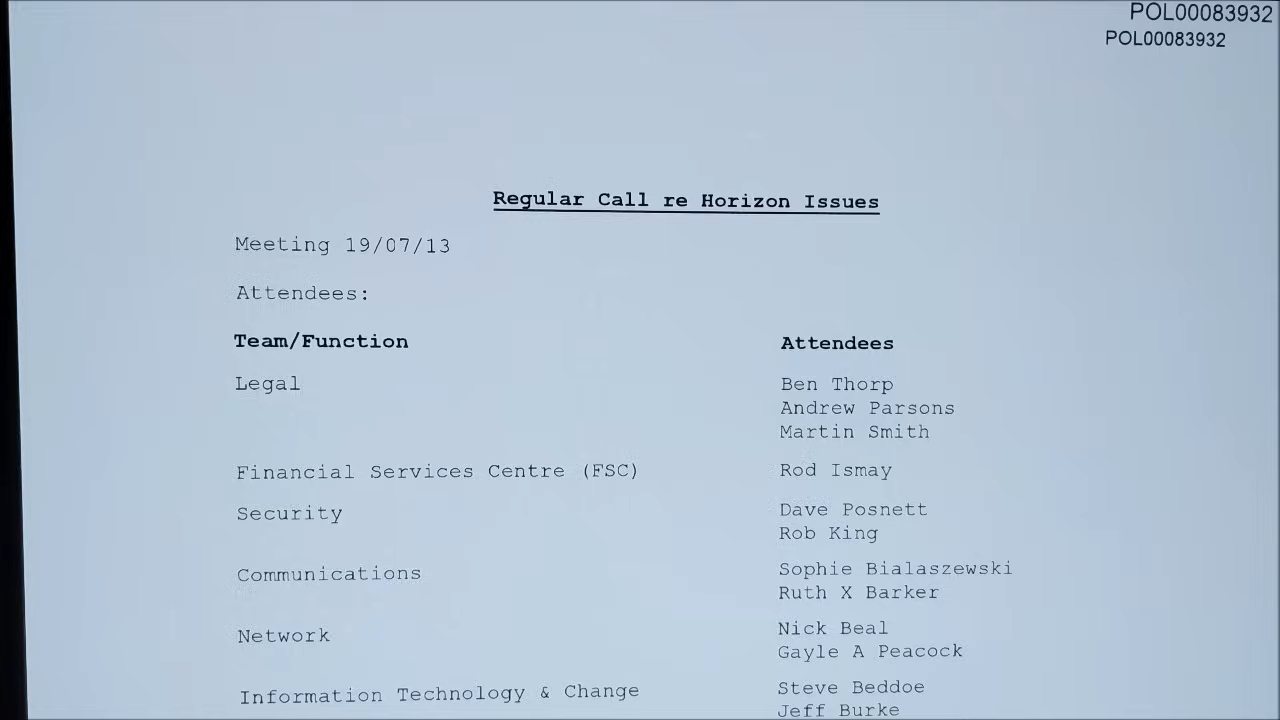 POL00083932
POL00083932
Regular Call re Horizon Issues
Meeting 19/07/13
Attendees:
Team/Function Attendees
Legal Ben Thorp
Andrew Parsons
Martin Smith
Financial Services Centre (FSC) Rod Ismay
Security Dave Posnett
Rob King
Communications Sophie Bialaszewski
Ruth X Barker
Network Nick Beal
Gayle A Peacock
Information Technology & Change Steve Beddoe
Jeff Burke